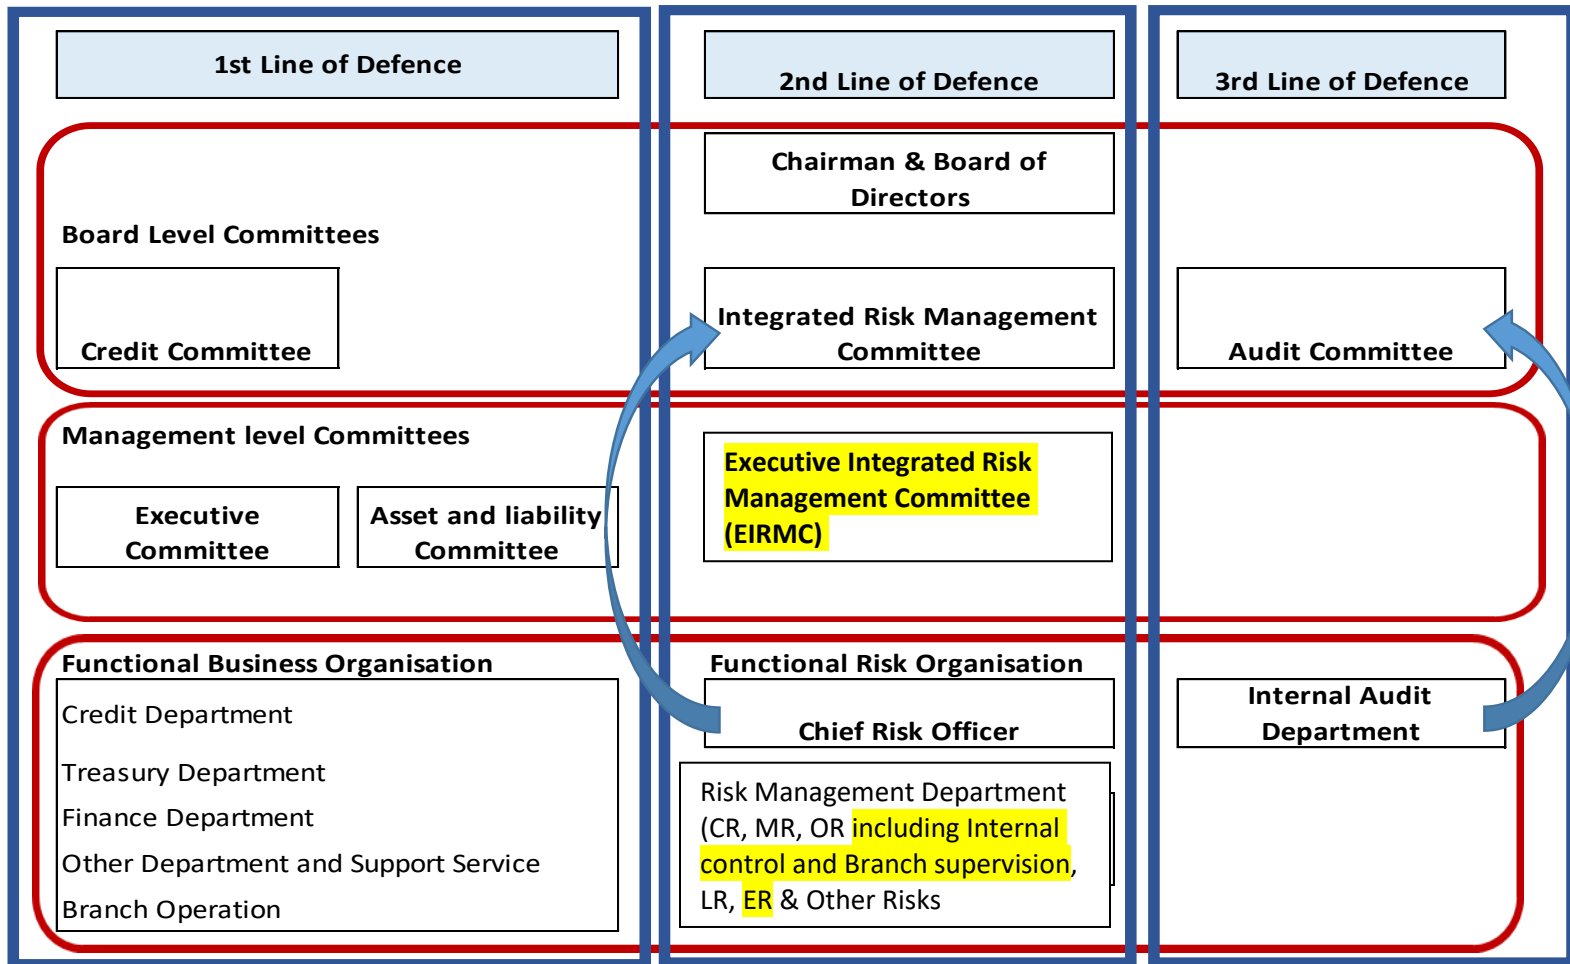 1st Line of Defence
2nd Line of Defence
3rd Line of Defence
Chairman & Board of
Directors
Board Level Committees
Credit Committee
Integrated Risk Management
Committee
Audit Committee
Management level Committees
Executive
Committee
Asset and liability
Committee
Executive Integrated Risk
Management Committee
(EIRMC)
Functional Business Organisation
Credit Department
Treasury Department
Finance Department
Other Department and Support Service
Branch Operation
Functional Risk Organisation
Chief Risk Officer
Risk Management Department
(CR, MR, OR including Internal
control and Branch supervision,
LR, ER & Other Risks
Internal Audit
Department